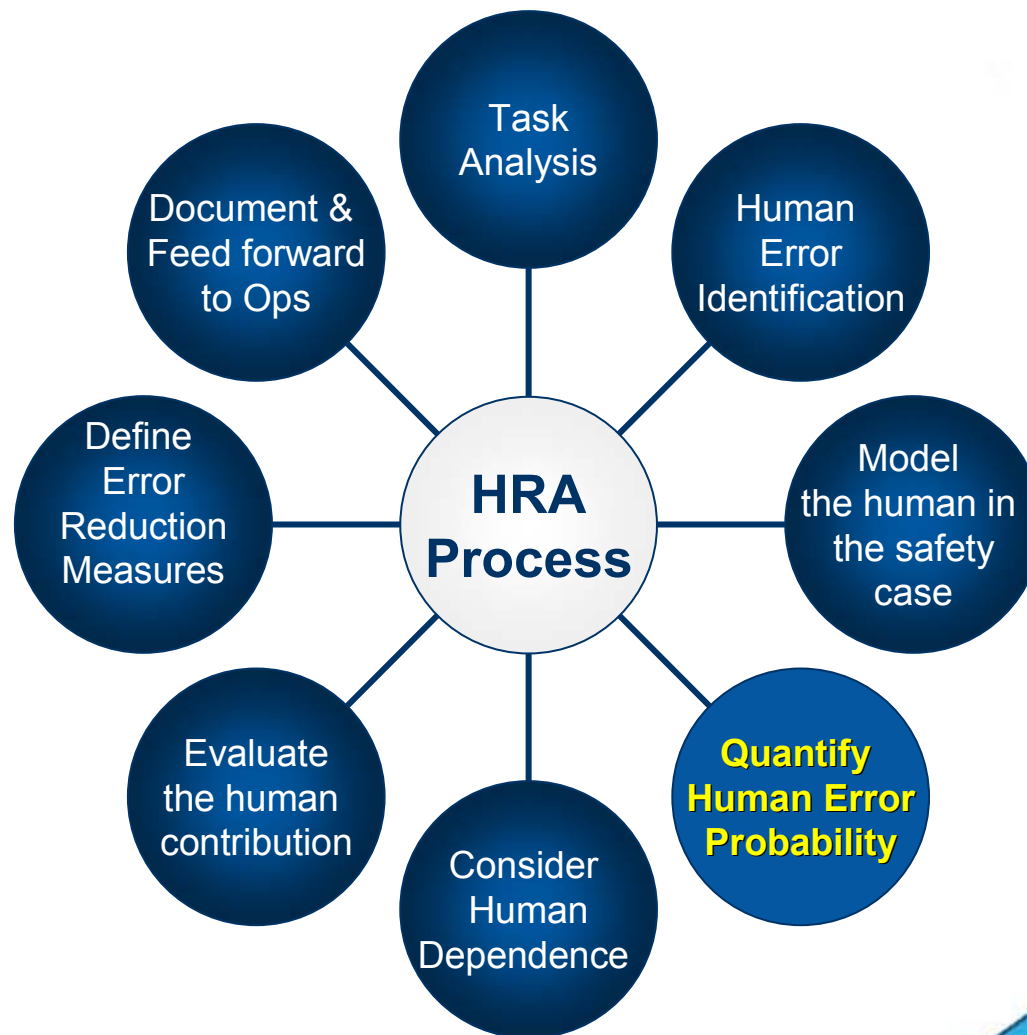 Task
Analysis
Human
Error
Identification
Model
the human in
the safety
case
Quantify
Human Error
Probability
Consider
Human
Dependence
Evaluate
the human
contribution
Define
Error
Reduction
Measures
Document &
Feed forward
to Ops
HRA
Process